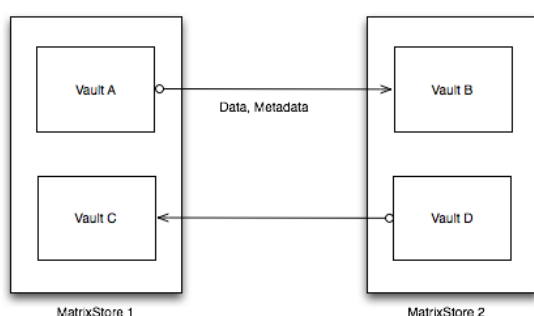 Vault A
Vault B
Data, Metadata
Vault C
Vault D
MatrixStore 1
MatrixStore 2